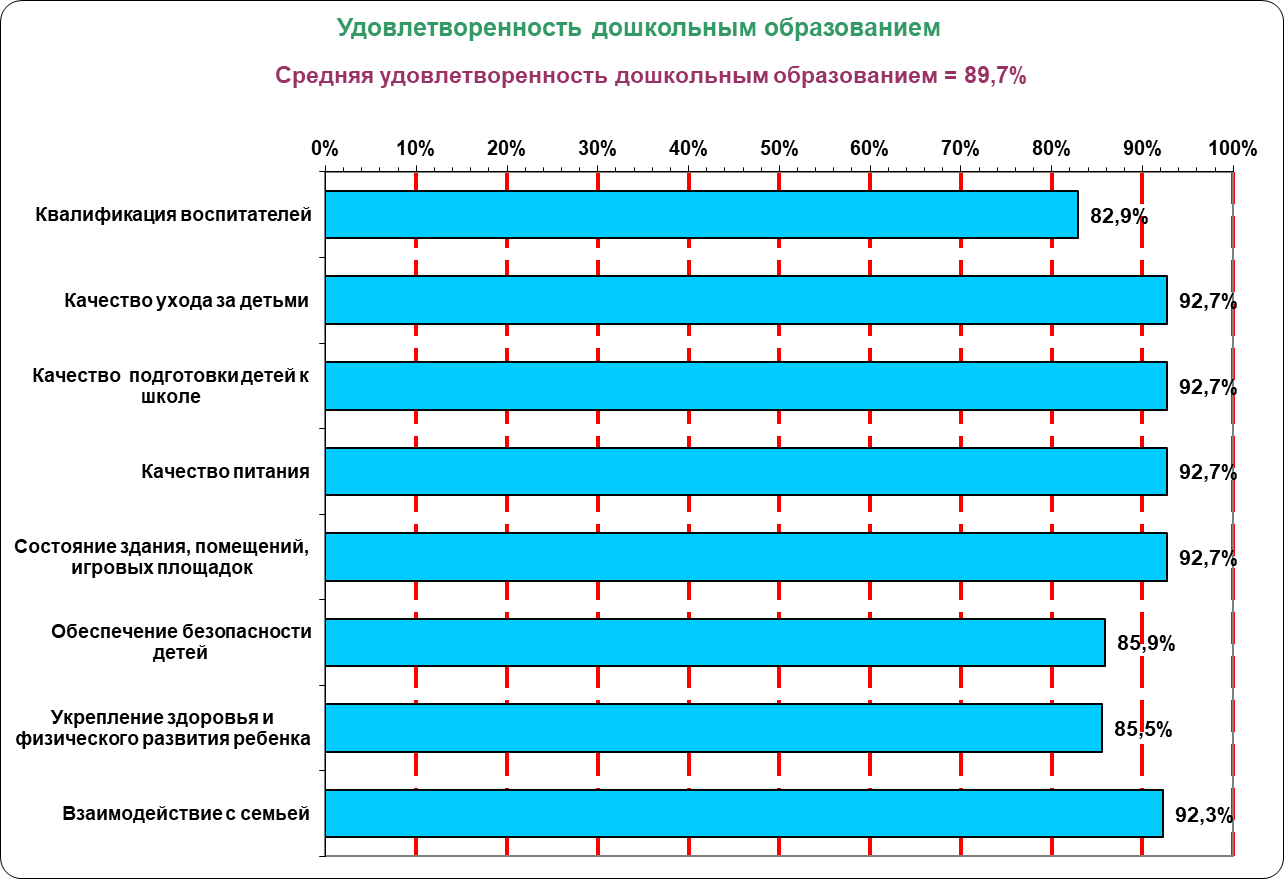 Удовлетворенность дошкольным образованием
Средняя удовлетворенность дошкольным образованием = 89,7%
0% 10% 20% 30% 40% 50% 60% 70% 80% 90% 100%
Квалификация воспитателей 82,9%
Качество ухода за детьми 92,7%
Качество подготовки детей к
школе
92,7%
Качество питания 92,7%
Состояние здания, помещений,
игровых площадок
92,7%
Обеспечение безопасности
детей
85,9%
Укрепление здоровья и
физического развития ребенка
85,5%
Взаимодействие с семьей 92,3%